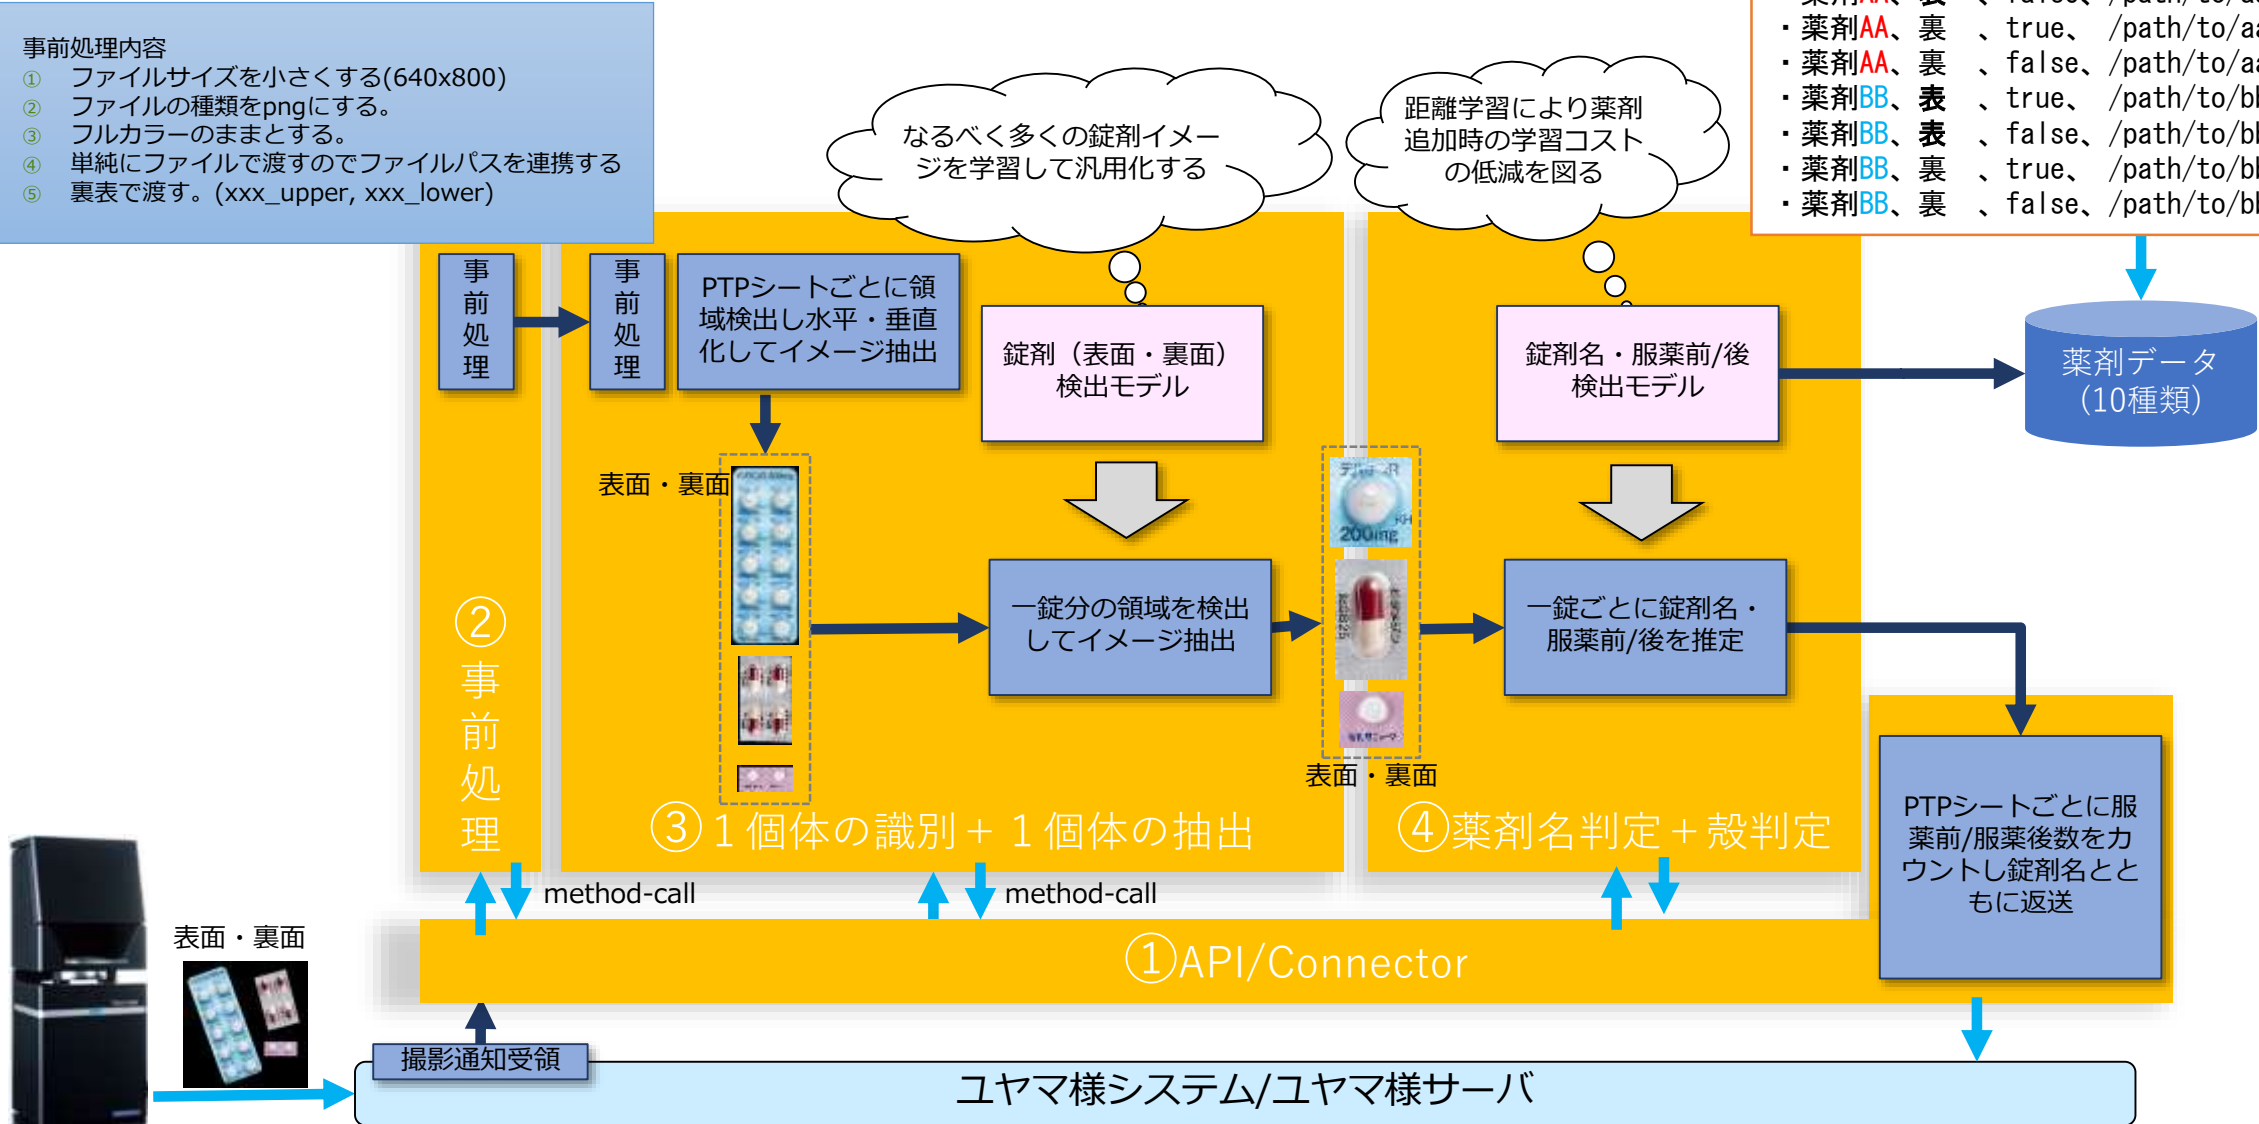 事前処理内容
① ファイルサイズを小さくする(640x800)
② ファイルの種類をpngにする。
③ フルカラーのままとする。
④ 単純にファイルで渡すのでファイルパスを連携する
⑤ 裏表で渡す。(xxx_upper, xxx_lower)
なるべく多くの錠剤イメー
ジを学習して汎用化する
距離学習により薬剤
追加時の学習コスト
の低減を図る
・薬剤AA、裏 、true、 /path/to/aa
・薬剤AA、裏 、false、/path/to/aa
・薬剤BB、表 、true、 /path/to/bb
・薬剤BB、表 、false、/path/to/bb
・薬剤BB、裏 、true、 /path/to/bb
・薬剤BB、裏 、false、/path/to/bb
事
前
処
理
事
前
処
理
PTPシートごとに領
域検出し水平・垂直
化してイメージ抽出
錠剤（表面・裏面）
検出モデル
錠剤名・服薬前/後
検出モデル
薬剤データ
（10種類）
表面・裏面
200mg
一錠分の領域を検出
してイメージ抽出
一錠ごとに錠剤名・
服薬前/後を推定
表面・裏面
②
事
前
処
理
③１個体の識別＋１個体の抽出
④薬剤名判定＋殻判定
PTPシートごとに服
薬前/服薬後数をカ
ウントし錠剤名とと
もに返送
method-call
method-call
表面・裏面
①API/Connector
撮影通知受領
ユヤマ様システム/ユヤマ様サーバ